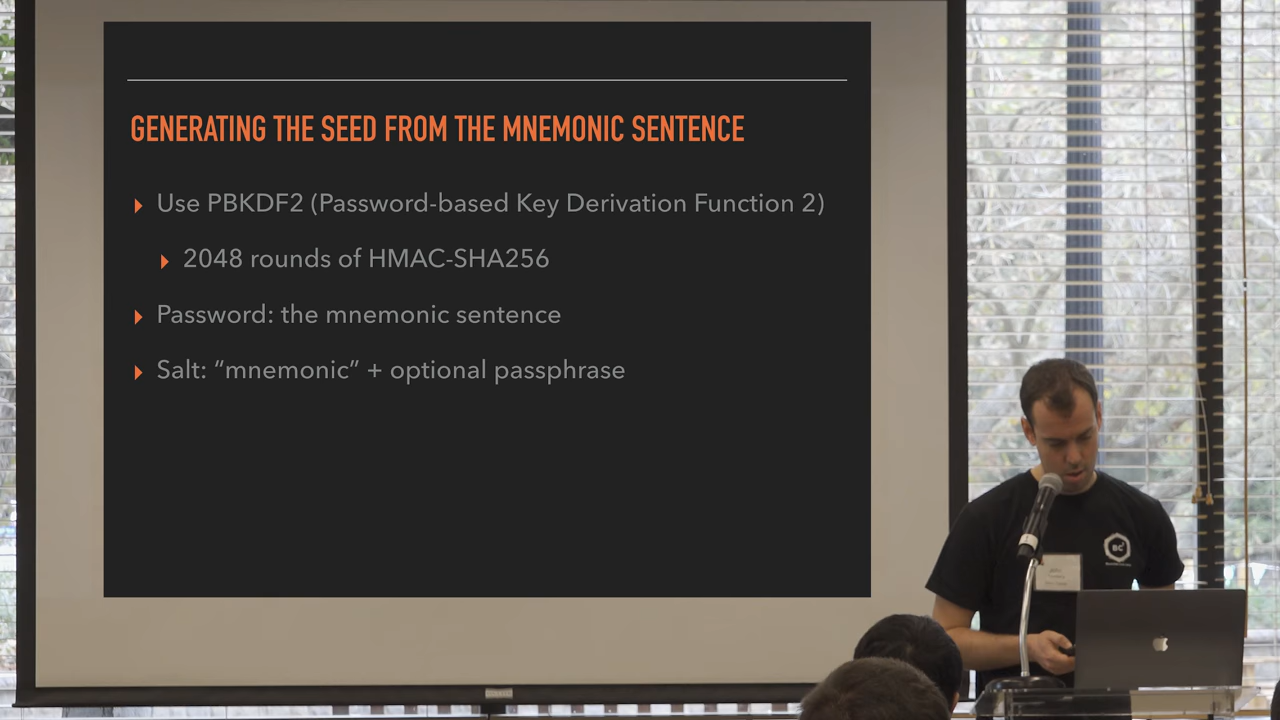 GENERATING THE SEED FROM THE MNEMONIC SENTENCE
Use PBKDF2 (Password-based Key Derivation Function 2)
2048 rounds of HMAC-SHA256
Password: the mnemonic sentence
Salt: “mnemonic” + optional passphrase
BC